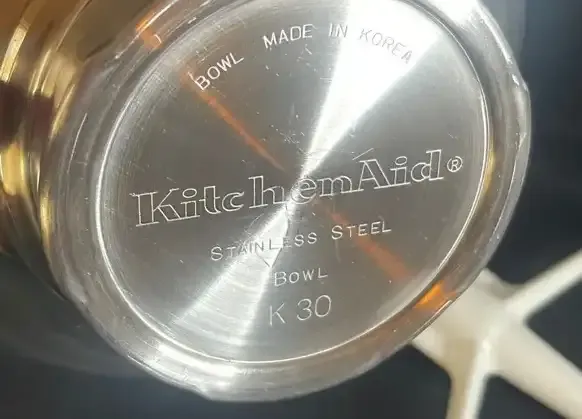 BOWL MADE IN KOREA
KitchenAid®
STAINLESS STEEL
BOWL
K 30